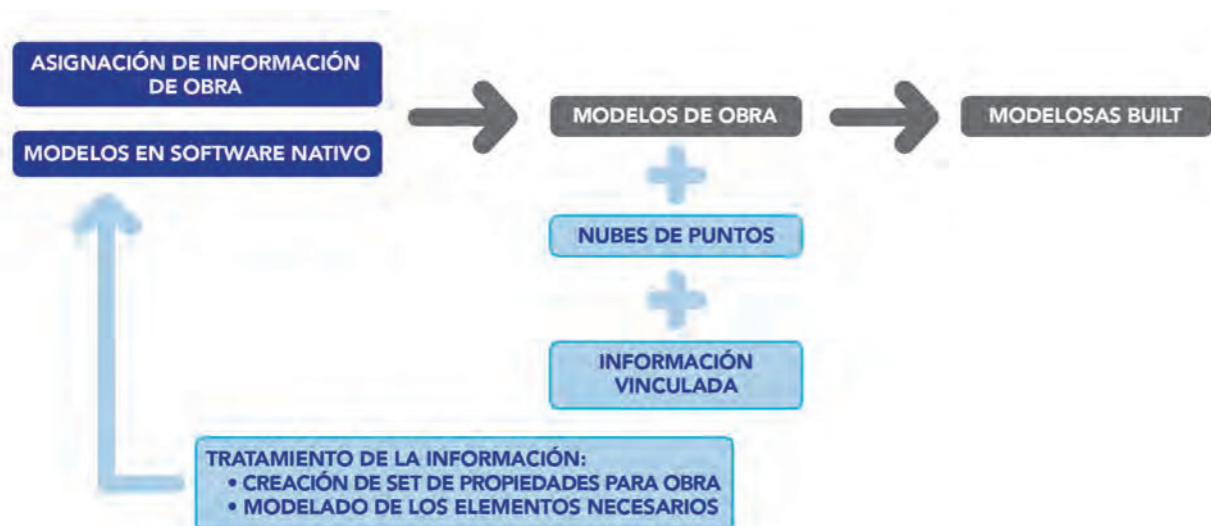 ASIGNACIÓN DE INFORMACIÓN
DE OBRA
MODELOS EN SOFTWARE NATIVO
MODELOS DE OBRA
MODELOSAS BUILT
NUBES DE PUNTOS
INFORMACIÓN
VINCULADA
TRATAMIENTO DE LA INFORMACIÓN:
• CREACIÓN DE SET DE PROPIEDADES PARA OBRA
• MODELADO DE LOS ELEMENTOS NECESARIOS